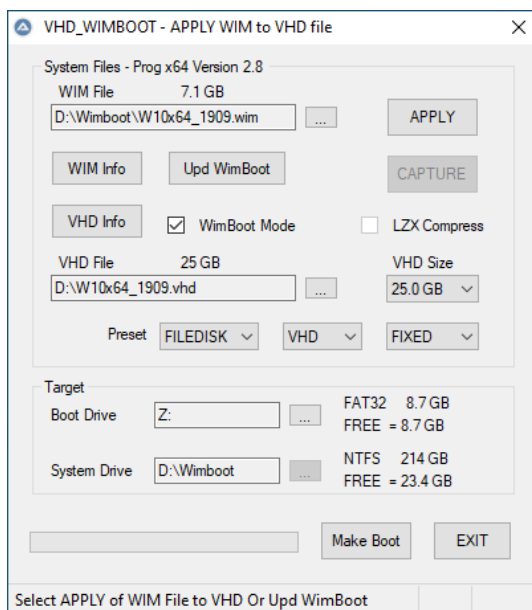 VHD_WIMBOOT - APPLY WIM to VHD file
System Files - Prog x64 Version 2.8
WIM File 7.1 GB
D:\Wimboot\W10x64_1909.wim ... APPLY
WIM Info Upd WimBoot CAPTURE
VHD Info WimBoot Mode LZX Compress
VHD File 25 GB VHD Size
D:\W10x64_1909.vhd ... 25.0 GB
Preset FILEDISK VHD FIXED
Target
Boot Drive Z: ... FAT32 8.7 GB
FREE = 8.7 GB
System Drive D:\Wimboot ... NTFS 214 GB
FREE = 23.4 GB
Make Boot EXIT
Select APPLY of WIM File to VHD Or Upd WimBoot